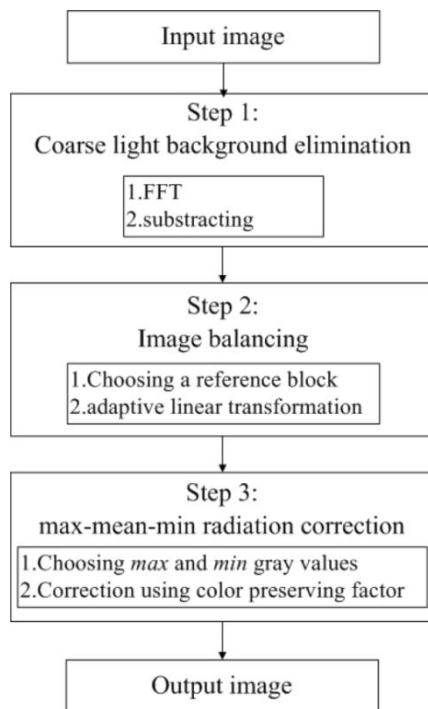 Input image
Step 1:
Coarse light background elimination
1.FFT
2.substracting
Step 2:
Image balancing
1.Choosing a reference block
2.adaptive linear transformation
Step 3:
max-mean-min radiation correction
1.Choosing max and min gray values
2.Correction using color preserving factor
Output image